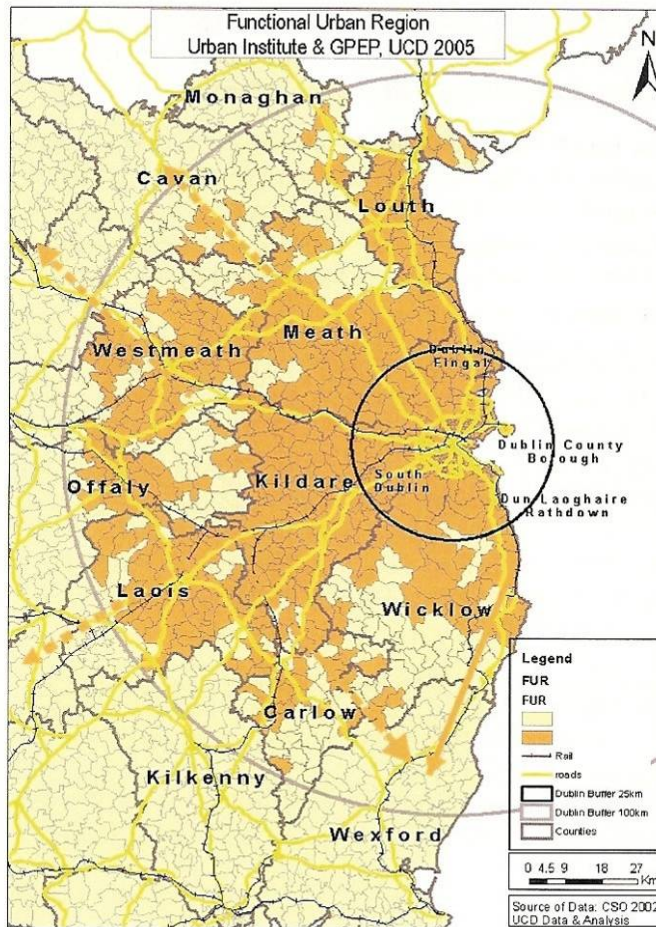 Functional Urban Region
Urban Institute & GPEP, UCD 2005
N
Monaghan
Cavan
Louth
Meath
Westmeath
Dublin
Fingal
Dublin County
Borough
Offaly
Kildare
South
Dublin
Dun Laoghaire
Rathdown
Laois
Wicklow
Carlow
Kilkenny
Wexford
Legend
FUR
FUR
Rail
roads
Dublin Buffer 25km
Dublin Buffer 100km
Counties
0 4.5 9 18 27
Km
Source of Data: CSO 2002
UCD Data & Analysis